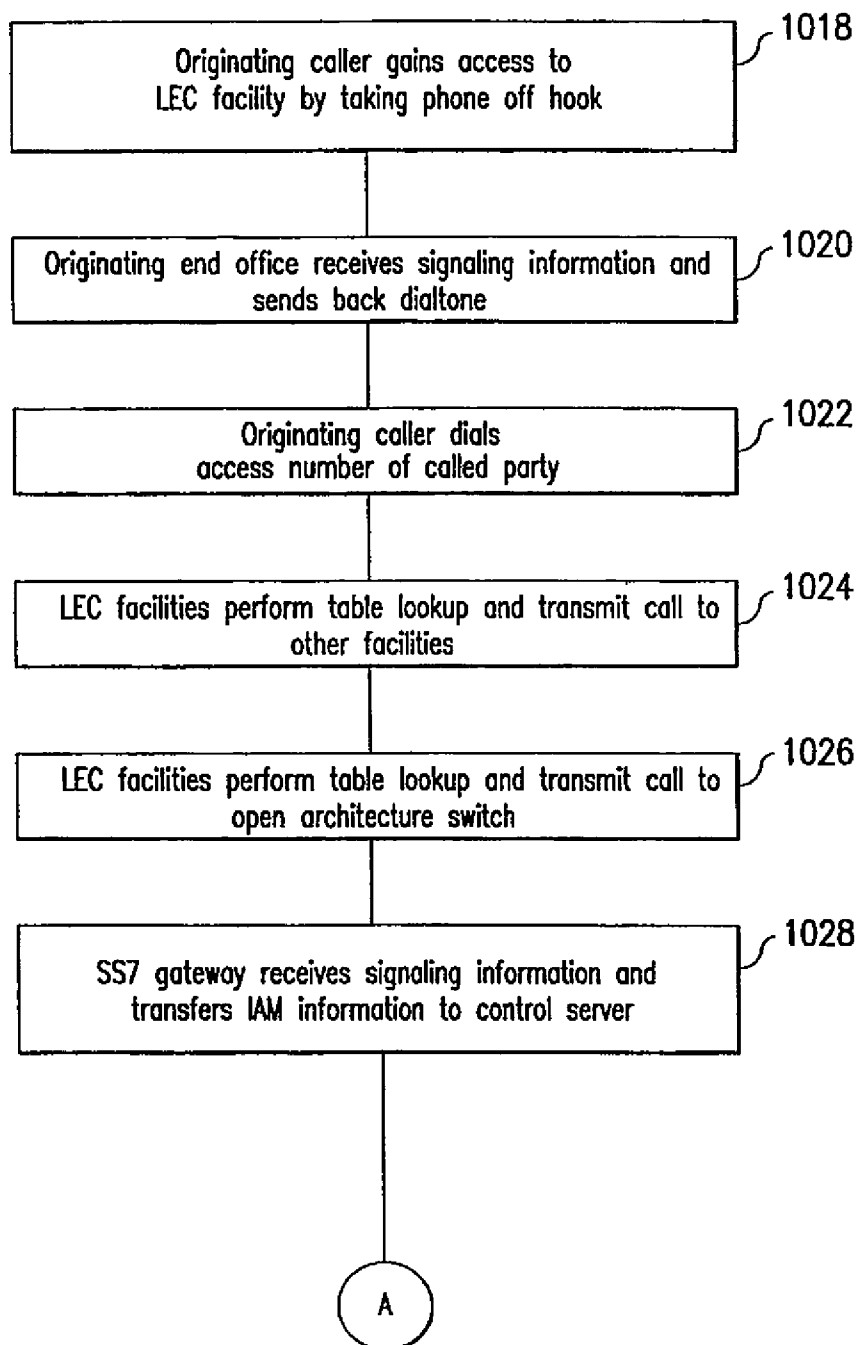 1018
Originating caller gains access to
LEC facility by taking phone off hook
1020
Originating end office receives signaling information and
sends back dialtone
1022
Originating caller dials
access number of called party
1024
LEC facilities perform table lookup and transmit call to
other facilities
1026
LEC facilities perform table lookup and transmit call to
open architecture switch
1028
SS7 gateway receives signaling information and
transfers IAM information to control server
A